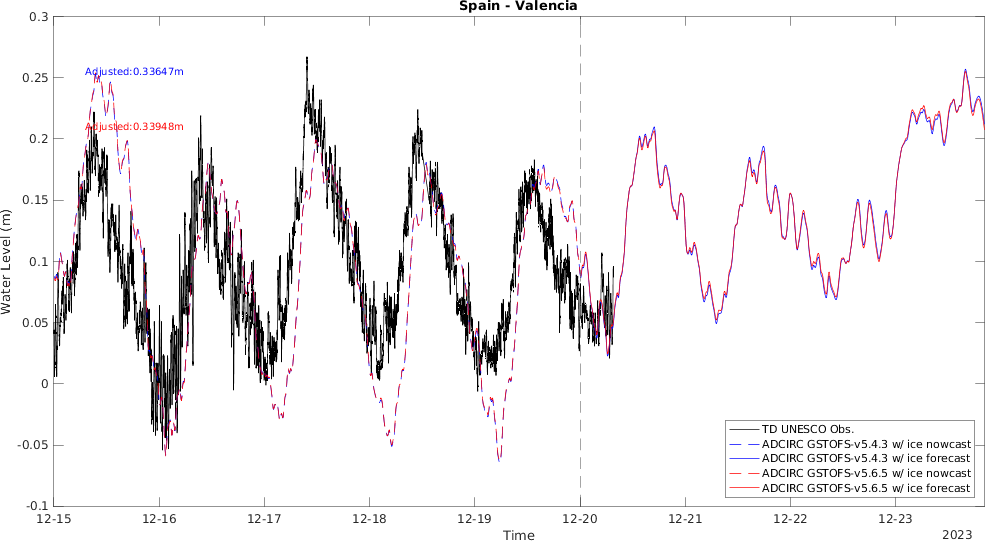 Spain - Valencia
0.3
0.25
0.2
0.15
0.1
0.05
0
-0.05
-0.1
Water Level (m)
Adjusted:0.33647m
Adjusted:0.33948m
TD UNESCO Obs.
ADCIRC GSTOFS-v5.4.3 w/ ice nowcast
ADCIRC GSTOFS-v5.4.3 w/ ice forecast
ADCIRC GSTOFS-v5.6.5 w/ ice nowcast
ADCIRC GSTOFS-v5.6.5 w/ ice forecast
12-15 12-16 12-17 12-18 12-19 12-20 12-21 12-22 12-23
Time
2023